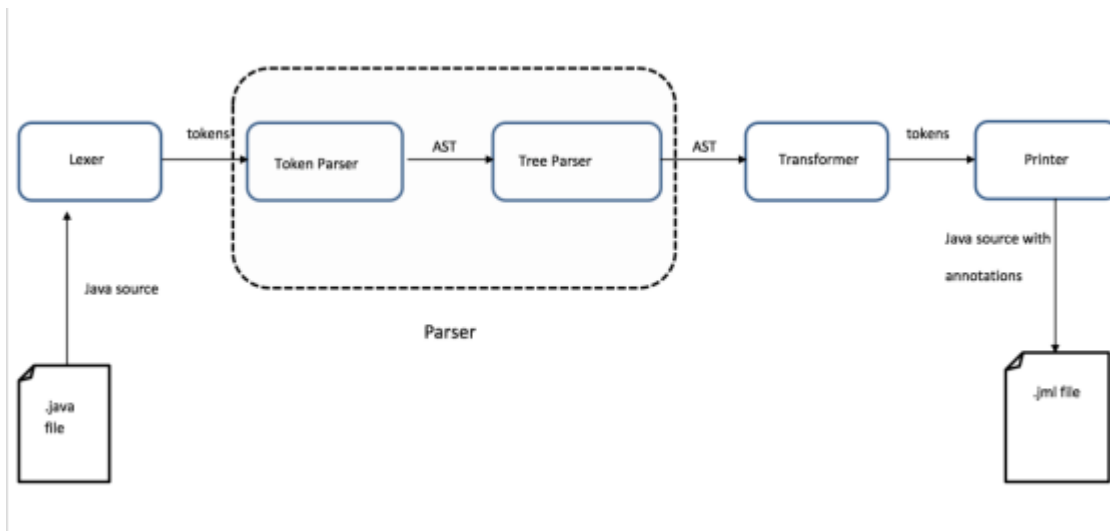 Lexer
tokens
Token Parser
AST
Tree Parser
AST
Transformer
tokens
Printer
Java source
Parser
Java source with
annotations
.java
file
.jml file